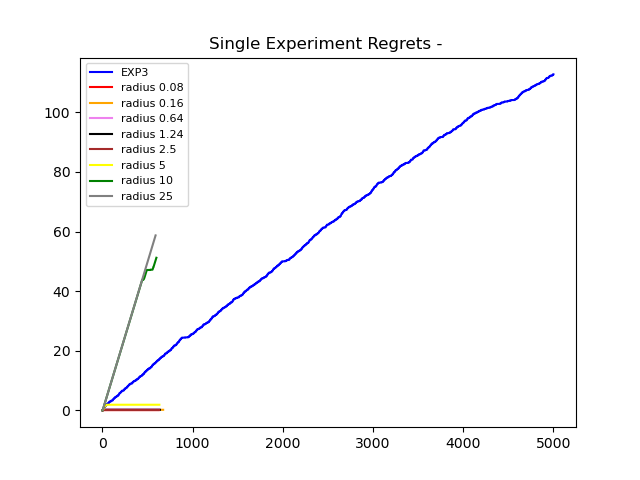 Single Experiment Regrets -
EXP3
radius 0.08
radius 0.16
radius 0.64
radius 1.24
radius 2.5
radius 5
radius 10
radius 25
100
80
60
40
20
0
0 1000 2000 3000 4000 5000